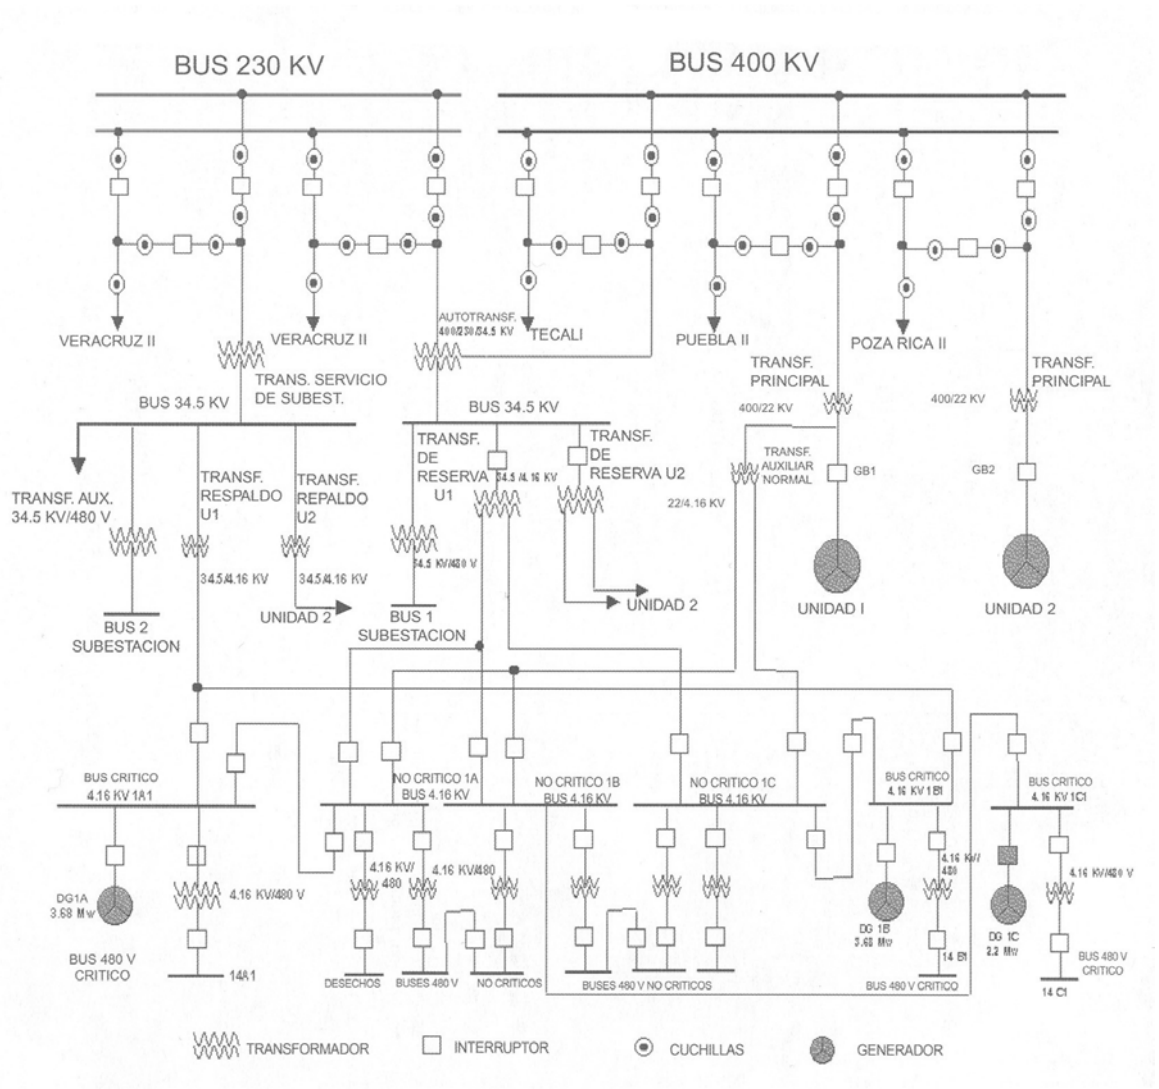 BUS 230 KV
BUS 400 KV
VERACRUZ II
VERACRUZ II
AUTOTRANSF.
400/230/34.5 KV
TECALI
PUEBLA II
POZA RICA II
TRANS. SERVICIO
DE SUBEST.
TRANSF.
PRINCIPAL
400/22 KV
TRANSF.
PRINCIPAL
400/22 KV
BUS 34.5 KV
BUS 34.5 KV
TRANSF. AUX.
34.5 KV/480 V
TRANSF.
RESPALDO
U1
TRANSF.
REPALDO
U2
TRANSF.
DE
RESERVA
U1
34.5 /4.16 KV
TRANSF.
DE
RESERVA U2
TRANSF.
AUXILIAR
NORMAL
22/4.16 KV
GB1
GB2
34.5/4.16 KV
34.5/4.16 KV
34.5 KV/480 V
UNIDAD 2
UNIDAD 2
UNIDAD I
UNIDAD 2
BUS 2
SUBESTACION
BUS 1
SUBESTACION
BUS CRITICO
4.16 KV 1A1
NO CRITICO 1A
BUS 4.16 KV
NO CRITICO 1B
BUS 4.16 KV
NO CRITICO 1C
BUS 4.16 KV
BUS CRITICO
4.16 KV 1B1
BUS CRITICO
4.16 KV 1C1
DG1A
3.68 Mw
4.16 KV/480 V
4.16 KV/
480
4.16 KV/480
4.16 KV/
480
4.16 KV/480 V
DG 1B
3.68 Mw
DG 1C
2.2 Mw
BUS 480 V
CRITICO
14A1
DESECHOS
BUSES 480 V
NO CRITICOS
BUSES 480 V NO CRITICOS
BUS 480 V CRITICO
14 B1
BUS 480 V
CRITICO
14 C1
TRANSFORMADOR
INTERRUPTOR
CUCHILLAS
GENERADOR